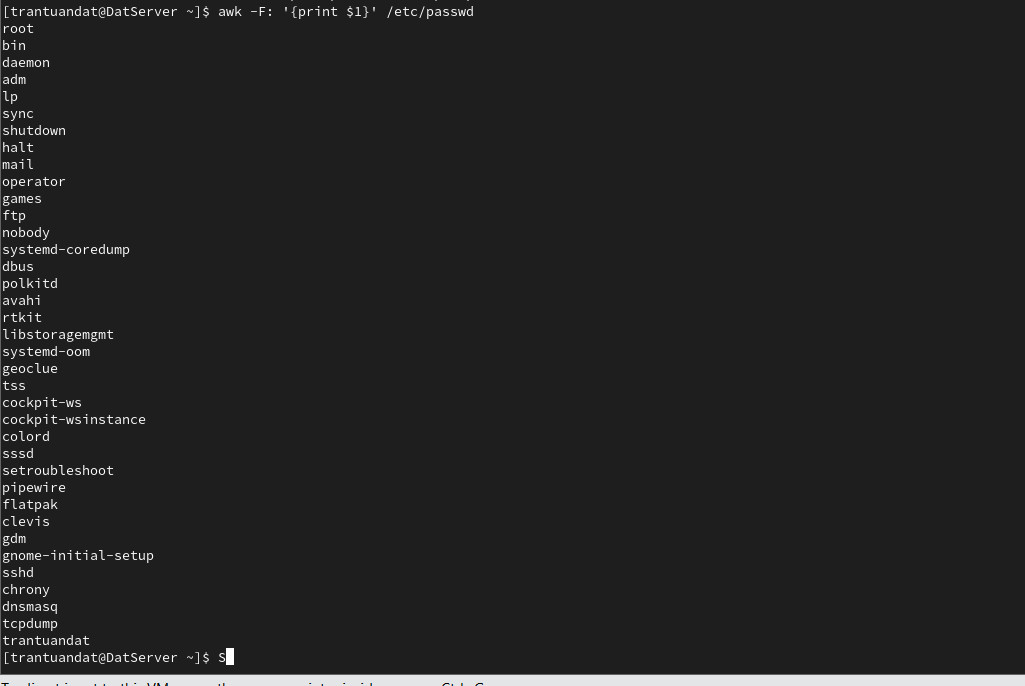 [trantuandat@DatServer ~]$ awk -F: '{print $1}' /etc/passwd
root
bin
daemon
adm
lp
sync
shutdown
halt
mail
operator
games
ftp
nobody
systemd-coredump
dbus
polkitd
avahi
rtkit
libstoragemgmt
systemd-oom
geoclue
tss
cockpit-ws
cockpit-wsinstance
colord
sssd
setroubleshoot
pipewire
flatpak
clevis
gdm
gnome-initial-setup
sshd
chrony
dnsmasq
tcpdump
trantuandat
[trantuandat@DatServer ~]$ S